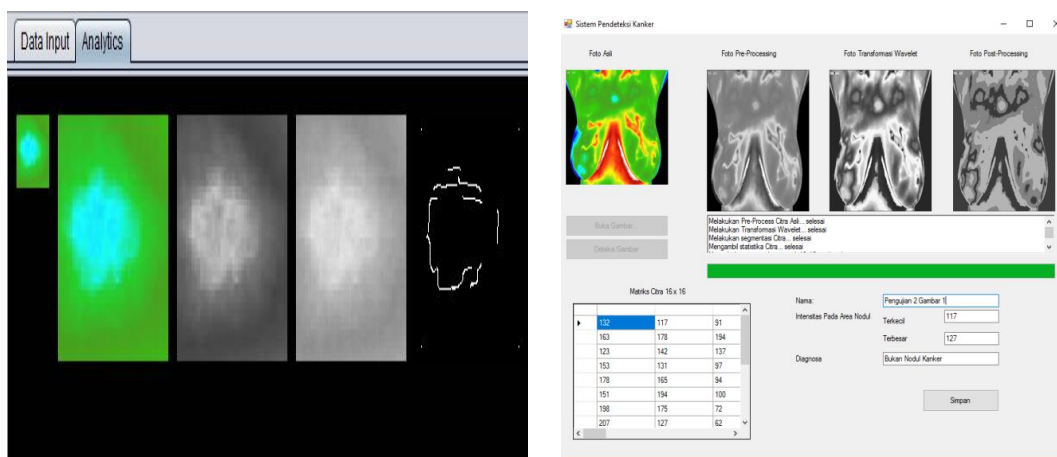 Data Input Analytics
Sistem Pendeteksi Kanker
Foto Asli Foto Pre-Processing Foto Transformasi Wavelet Foto Post-Processing
Buka Gambar...
Deteksi Gambar
Melakukan Pre-Process Citra Asli... selesai
Melakukan Transformasi Wavelet... selesai
Melakukan segmentasi Citra... selesai
Mengambil statistika Citra... selesai
Matriks Citra 16 x 16
132 117 91
163 178 194
123 142 137
153 131 97
178 165 94
151 194 100
198 175 72
207 127 62
Nama: Pengujian 2 Gambar 1
Intensitas Pada Area Nodul Terkecil 117
Terbesar 127
Diagnosa Bukan Nodul Kanker
Simpan